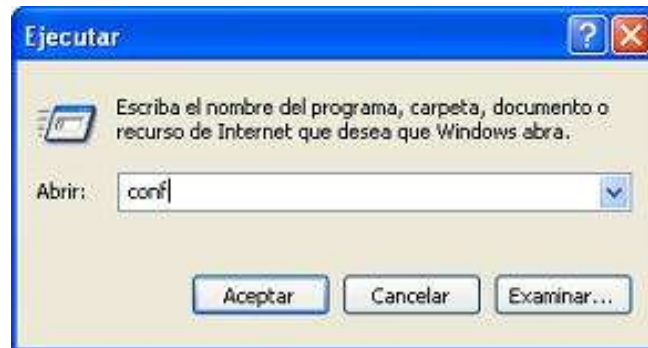 Ejecutar
Escriba el nombre del programa, carpeta, documento o
recurso de Internet que desea que Windows abra.
Abrir: conf
Aceptar Cancelar Examinar...